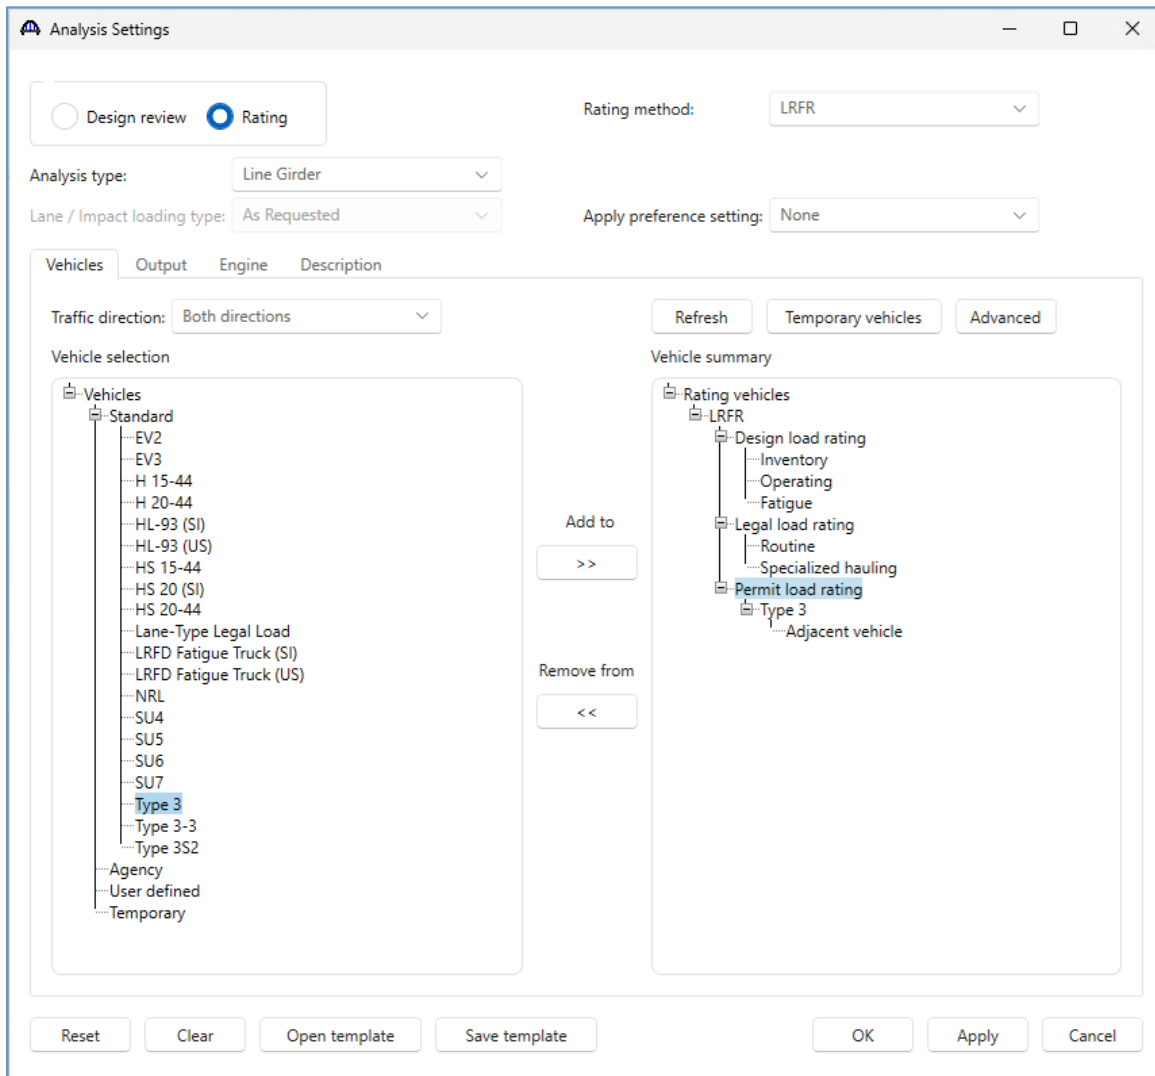 Analysis Settings
Design review
Rating
Rating method:
LRFR
Analysis type:
Line Girder
Lane / Impact loading type:
As Requested
Apply preference setting:
None
Vehicles
Output
Engine
Description
Traffic direction:
Both directions
Refresh
Temporary vehicles
Advanced
Vehicle selection
Vehicles
Standard
EV2
EV3
H 15-44
H 20-44
HL-93 (SI)
HL-93 (US)
HS 15-44
HS 20 (SI)
HS 20-44
Lane-Type Legal Load
LRFD Fatigue Truck (SI)
LRFD Fatigue Truck (US)
NRL
SU4
SU5
SU6
SU7
Type 3
Type 3-3
Type 3S2
Agency
User defined
Temporary
Add to
>>
Remove from
<<
Vehicle summary
Rating vehicles
LRFR
Design load rating
Inventory
Operating
Fatigue
Legal load rating
Routine
Specialized hauling
Permit load rating
Type 3
Adjacent vehicle
Reset
Clear
Open template
Save template
OK
Apply
Cancel